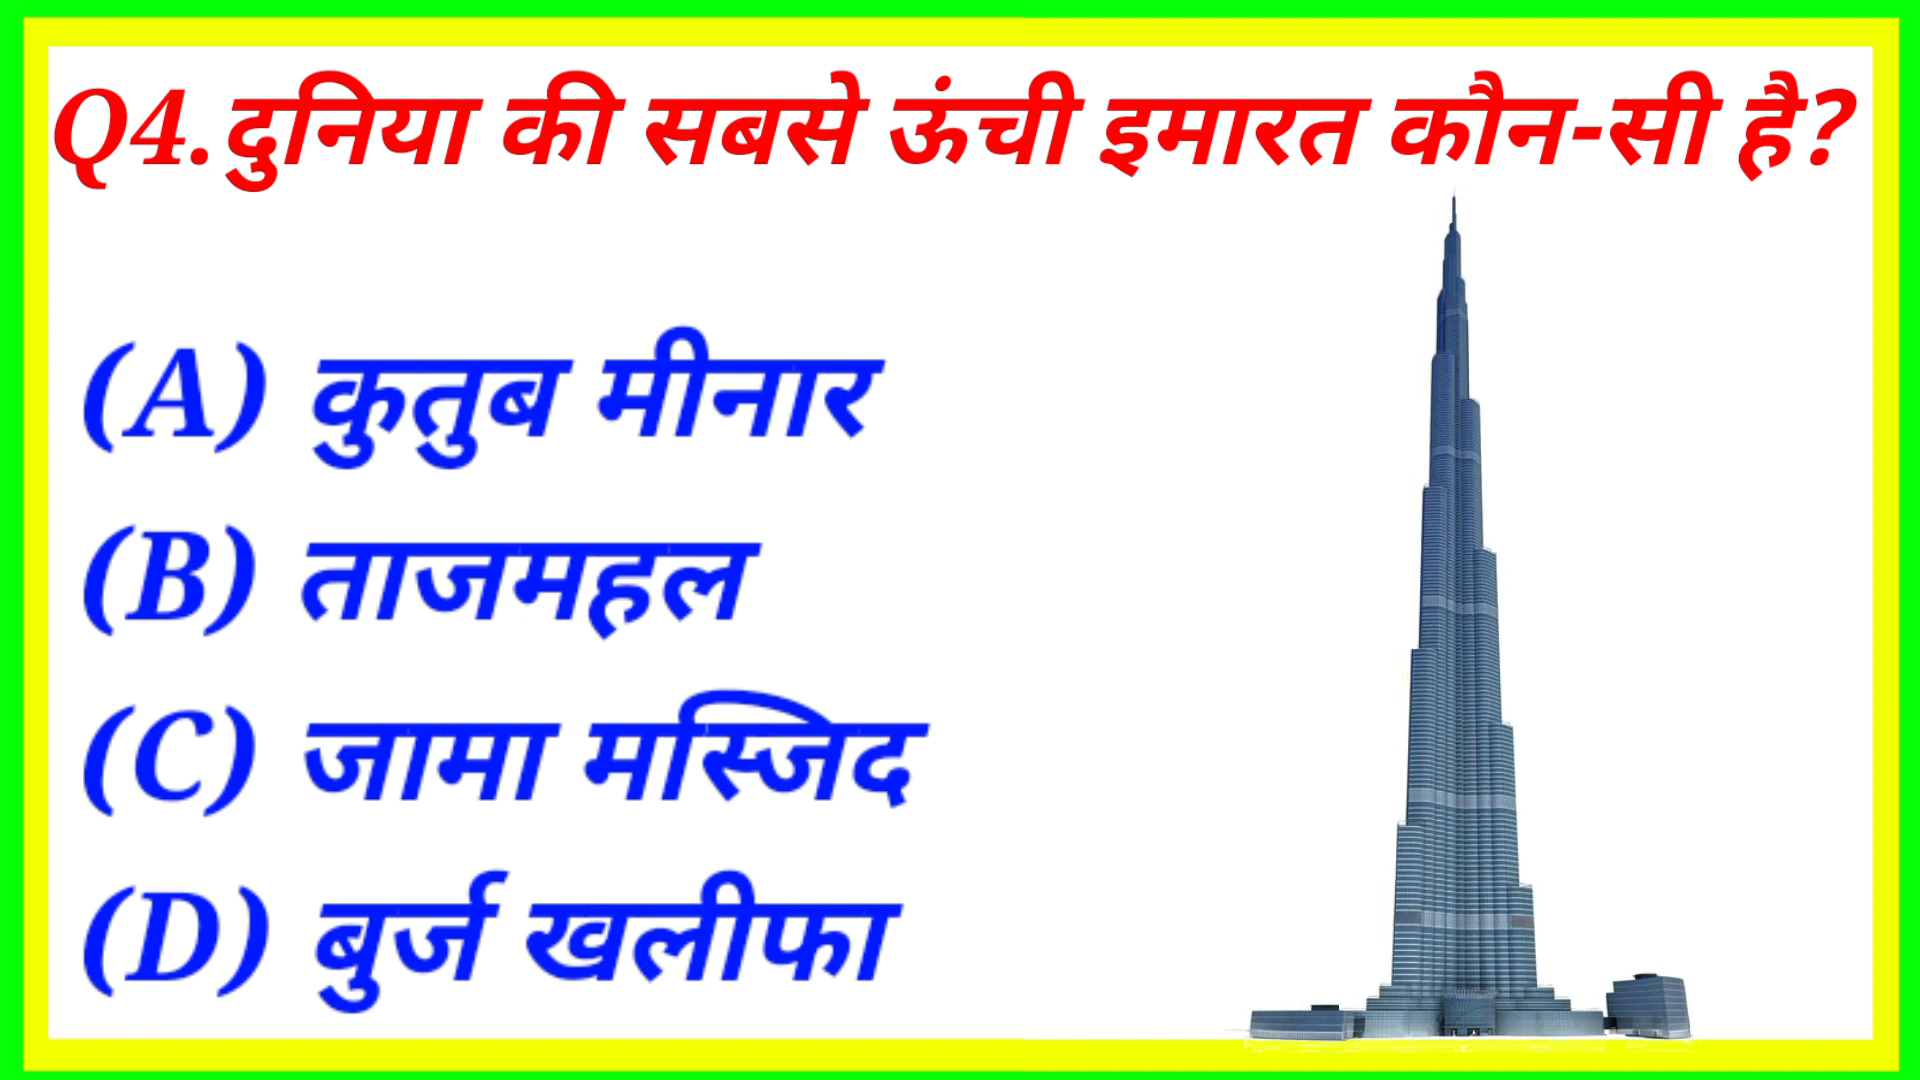 Q4.दुनिया की सबसे ऊंची इमारत कौन-सी है?
(A) कुतुब मीनार
(B) ताजमहल
(C) जामा मस्जिद
(D) बुर्ज खलीफा